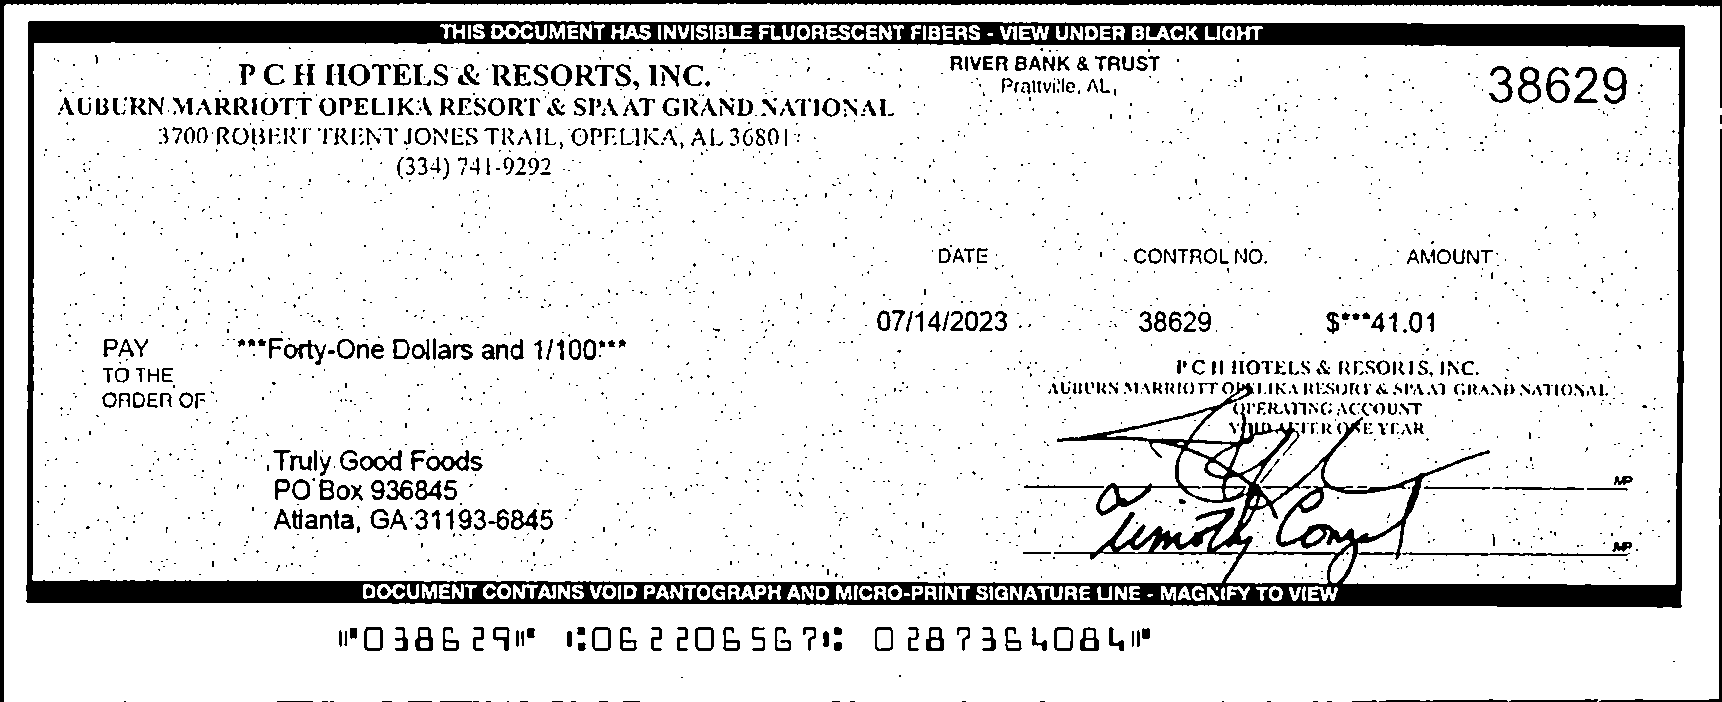 THIS DOCUMENT HAS INVISIBLE FLUORESCENT FIBERS - VIEW UNDER BLACK LIGHT
P C H HOTELS & RESORTS, INC.
AUBURN MARRIOTT OPELIKA RESORT & SPA AT GRAND NATIONAL
3700 ROBERT TRENT JONES TRAIL, OPELIKA, AL 36801
(334) 741-9292
RIVER BANK & TRUST
Prattville, AL
38629
DATE CONTROL NO. AMOUNT
07/14/2023 38629 $***41.01
PAY ***Forty-One Dollars and 1/100***
TO THE
ORDER OF
P C H HOTELS & RESORTS, INC.
AUBURN MARRIOTT OPELIKA RESORT & SPA AT GRAND NATIONAL
OPERATING ACCOUNT
VOID AFTER ONE YEAR
Truly Good Foods
PO Box 936845
Atlanta, GA 31193-6845
MP
Timothy
MP
DOCUMENT CONTAINS VOID PANTOGRAPH AND MICRO-PRINT SIGNATURE LINE - MAGNIFY TO VIEW
⑈038629⑈ ⑆062206567⑆ 0287364084⑈